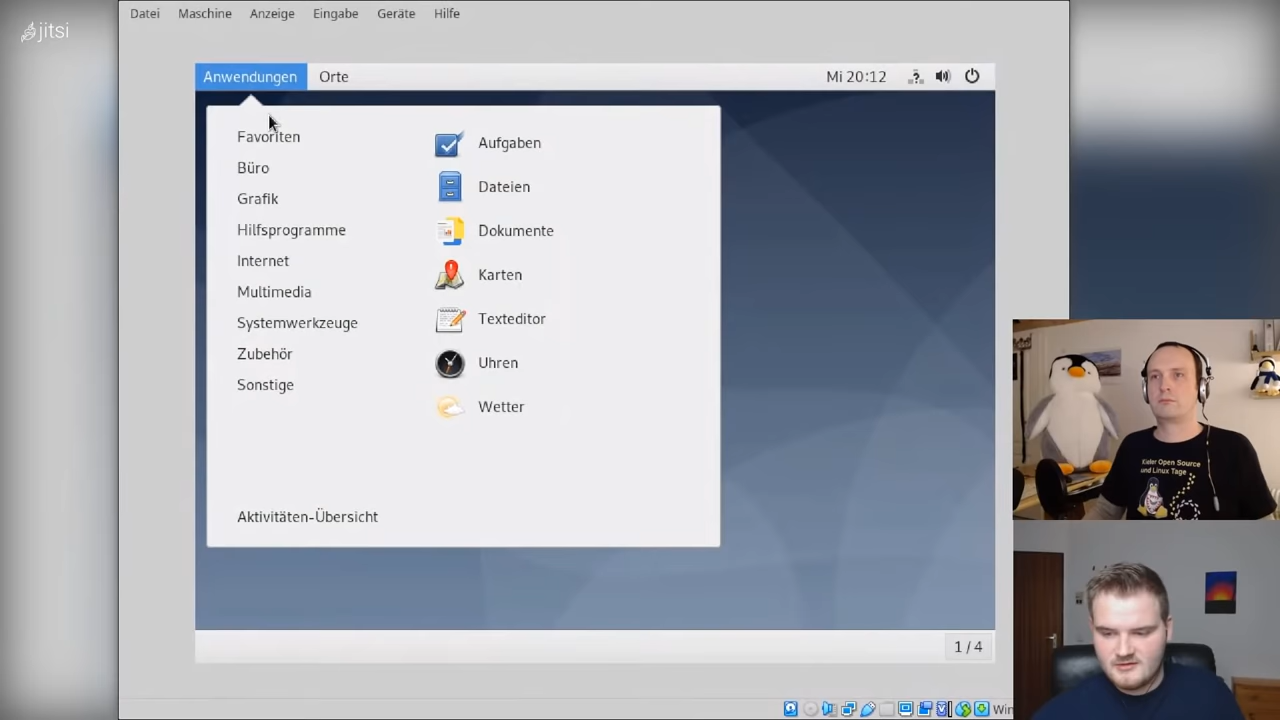 jitsi
Datei Maschine Anzeige Eingabe Geräte Hilfe
Anwendungen Orte Mi 20:12
Favoriten
Büro
Grafik
Hilfsprogramme
Internet
Multimedia
Systemwerkzeuge
Zubehör
Sonstige
Aktivitäten-Übersicht
Aufgaben
Dateien
Dokumente
Karten
Texteditor
Uhren
Wetter
1 / 4
Kieler Open Source
und Linux Tage
Win